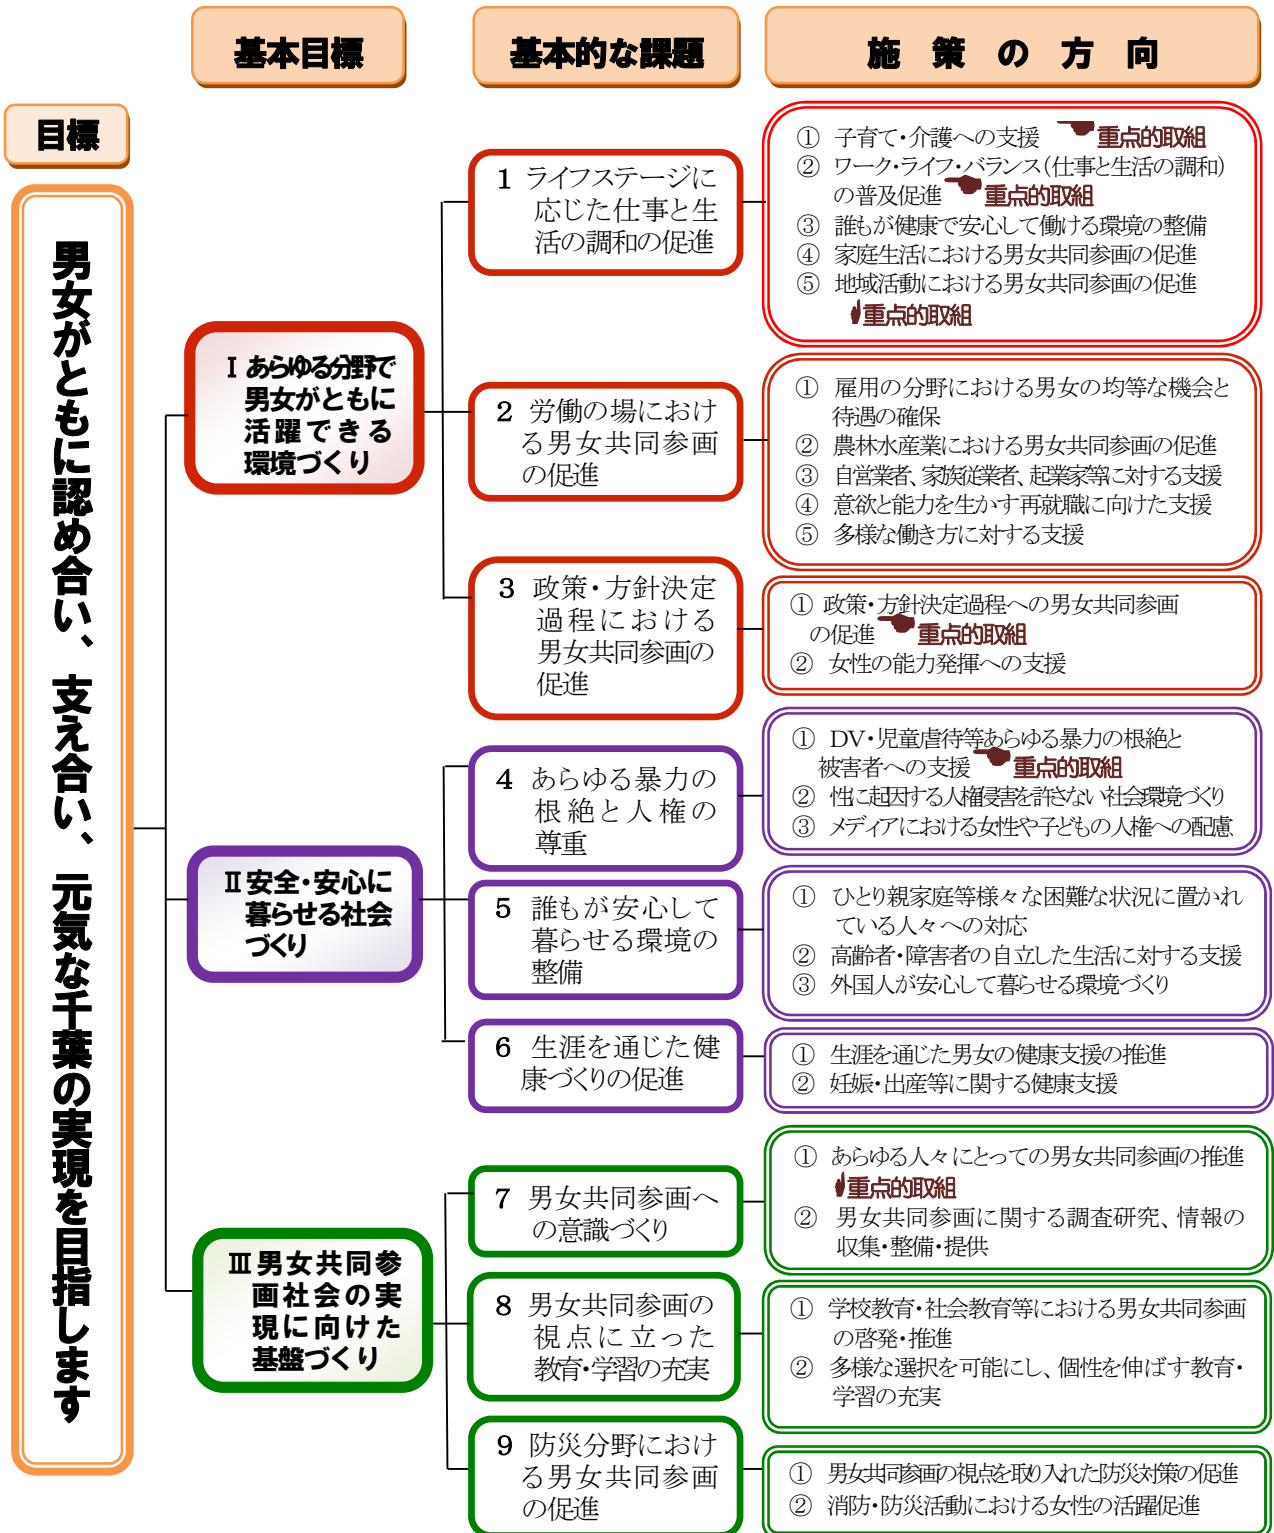 基本目標
基本的な課題
施策の方向
目標
男女がともに認め合い、支え合い、元気な千葉の実現を目指します
Ⅰ あらゆる分野で
男女がともに
活躍できる
環境づくり
1 ライフステージに
応じた仕事と生
活の調和の促進
① 子育て・介護への支援 重点的取組
② ワーク・ライフ・バランス(仕事と生活の調和)
の普及促進 重点的取組
③ 誰もが健康で安心して働ける環境の整備
④ 家庭生活における男女共同参画の促進
⑤ 地域活動における男女共同参画の促進
重点的取組
2 労働の場におけ
る男女共同参画
の促進
① 雇用の分野における男女の均等な機会と
待遇の確保
② 農林水産業における男女共同参画の促進
③ 自営業者、家族従業者、起業家等に対する支援
④ 意欲と能力を生かす再就職に向けた支援
⑤ 多様な働き方に対する支援
3 政策・方針決定
過程における
男女共同参画の
促進
① 政策・方針決定過程への男女共同参画
の促進 重点的取組
② 女性の能力発揮への支援
Ⅱ 安全・安心に
暮らせる社会
づくり
4 あらゆる暴力の
根絶と人権の
尊重
① DV・児童虐待等あらゆる暴力の根絶と
被害者への支援 重点的取組
② 性に起因する人権侵害を許さない社会環境づくり
③ メディアにおける女性や子どもの人権への配慮
5 誰もが安心して
暮らせる環境の
整備
① ひとり親家庭等様々な困難な状況に置かれ
ている人々への対応
② 高齢者・障害者の自立した生活に対する支援
③ 外国人が安心して暮らせる環境づくり
6 生涯を通じた健
康づくりの促進
① 生涯を通じた男女の健康支援の推進
② 妊娠・出産等に関する健康支援
Ⅲ 男女共同参
画社会の実
現に向けた
基盤づくり
7 男女共同参画へ
の意識づくり
① あらゆる人々にとっての男女共同参画の推進
重点的取組
② 男女共同参画に関する調査研究、情報の
収集・整備・提供
8 男女共同参画の
視点に立った
教育・学習の充実
① 学校教育・社会教育等における男女共同参画
の啓発・推進
② 多様な選択を可能にし、個性を伸ばす教育・
学習の充実
9 防災分野におけ
る男女共同参画
の促進
① 男女共同参画の視点を取り入れた防災対策の促進
② 消防・防災活動における女性の活躍促進